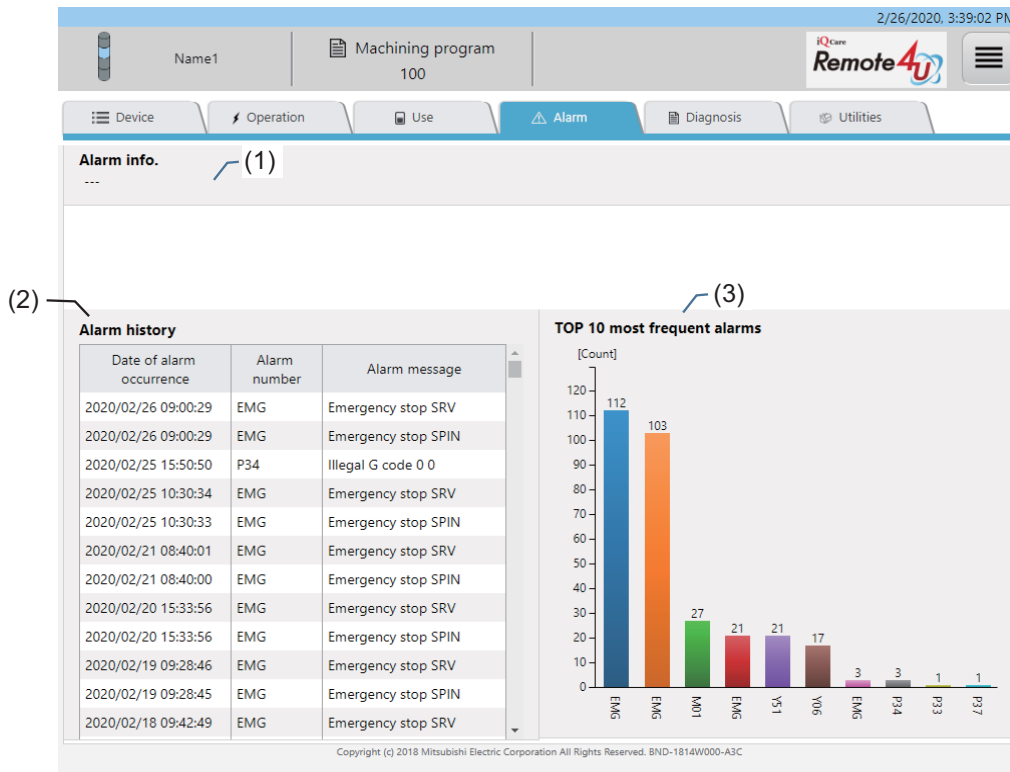 2/26/2020, 3:39:02 PM
Name1
Machining program
100
iQ Care
Remote4U
Device
Operation
Use
Alarm
Diagnosis
Utilities
Alarm info.
---
(1)
(2)
(3)
Alarm history
Date of alarm occurrence Alarm number Alarm message
2020/02/26 09:00:29 EMG Emergency stop SRV
2020/02/26 09:00:29 EMG Emergency stop SPIN
2020/02/25 15:50:50 P34 Illegal G code 0 0
2020/02/25 10:30:34 EMG Emergency stop SRV
2020/02/25 10:30:33 EMG Emergency stop SPIN
2020/02/21 08:40:01 EMG Emergency stop SRV
2020/02/21 08:40:00 EMG Emergency stop SPIN
2020/02/20 15:33:56 EMG Emergency stop SRV
2020/02/20 15:33:56 EMG Emergency stop SPIN
2020/02/19 09:28:46 EMG Emergency stop SRV
2020/02/19 09:28:45 EMG Emergency stop SPIN
2020/02/18 09:42:49 EMG Emergency stop SRV
TOP 10 most frequent alarms
[Count]
120
110
100
90
80
70
60
50
40
30
20
10
0
112
103
27
21
21
17
3
3
1
1
EMG
EMG
M01
EMG
Y51
Y06
EMG
P34
P33
P37
Copyright (c) 2018 Mitsubishi Electric Corporation All Rights Reserved. BND-1814W000-A3C